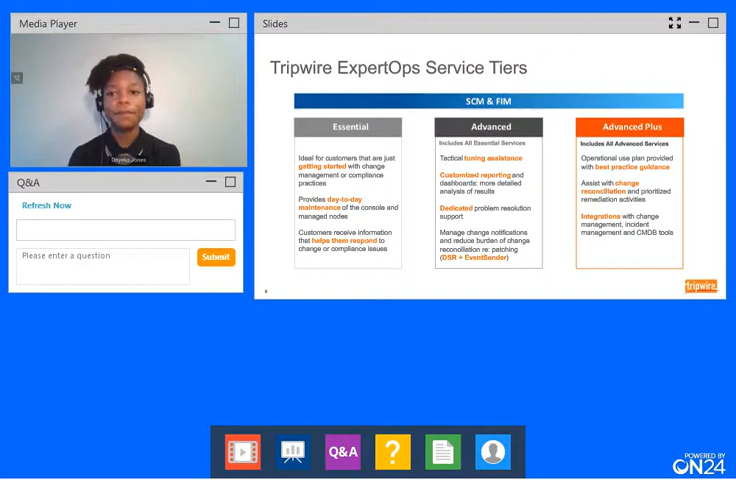 Media Player
Onyeka Jones
Q&A
Refresh Now
Please enter a question
Submit
Slides
Tripwire ExpertOps Service Tiers
SCM & FIM
Essential
Ideal for customers that are just
getting started with change
management or compliance
practices
Provides day-to-day
maintenance of the console and
managed nodes
Customers receive information
that helps them respond to
change or compliance issues
Advanced
Includes All Essential Services
Tactical tuning assistance
Customized reporting and
dashboards: more detailed
analysis of results
Dedicated problem resolution
support
Manage change notifications
and reduce burden of change
reconciliation re: patching
(DSR + EventSender)
Advanced Plus
Includes All Advanced Services
Operational use plan provided
with best practice guidance
Assist with change
reconciliation and prioritized
remediation activities
Integrations with change
management, incident
management and CMDB tools
8
tripwire
Q&A
?
POWERED BY
ON24